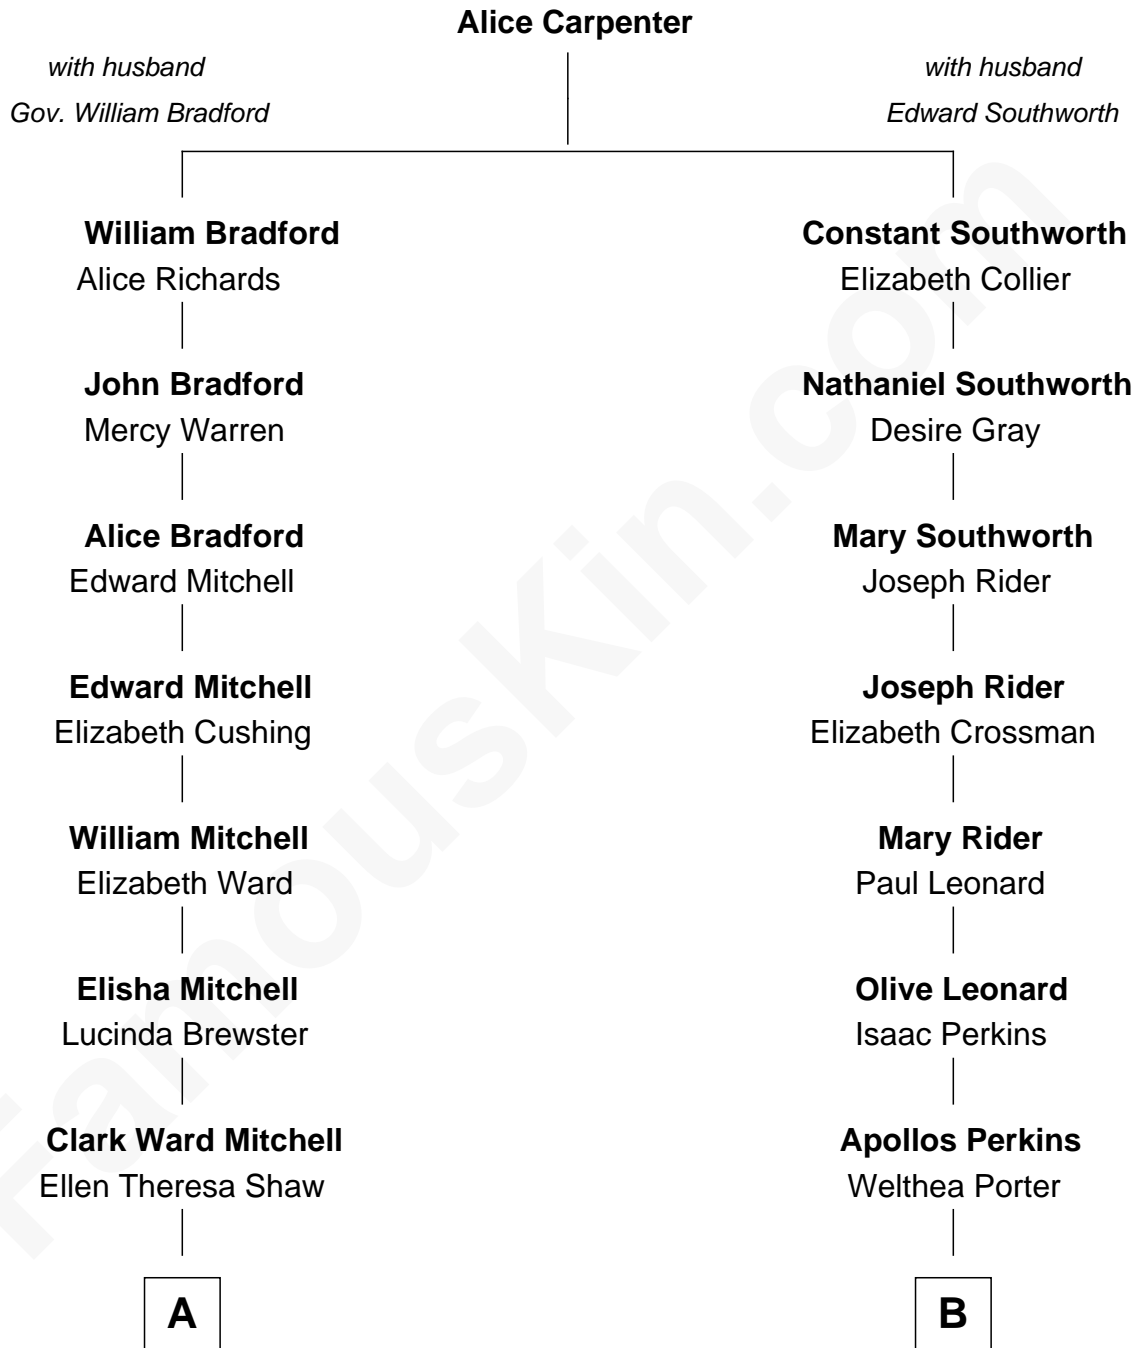 Alice Carpenter
with husband
Gov. William Bradford
with husband
Edward Southworth
William Bradford
Alice Richards
Constant Southworth
Elizabeth Collier
John Bradford
Mercy Warren
Nathaniel Southworth
Desire Gray
Alice Bradford
Edward Mitchell
Mary Southworth
Joseph Rider
Edward Mitchell
Elizabeth Cushing
Joseph Rider
Elizabeth Crossman
William Mitchell
Elizabeth Ward
Mary Rider
Paul Leonard
Elisha Mitchell
Lucinda Brewster
Olive Leonard
Isaac Perkins
Clark Ward Mitchell
Ellen Theresa Shaw
Apollos Perkins
Welthea Porter
A
B
FamousKin.com